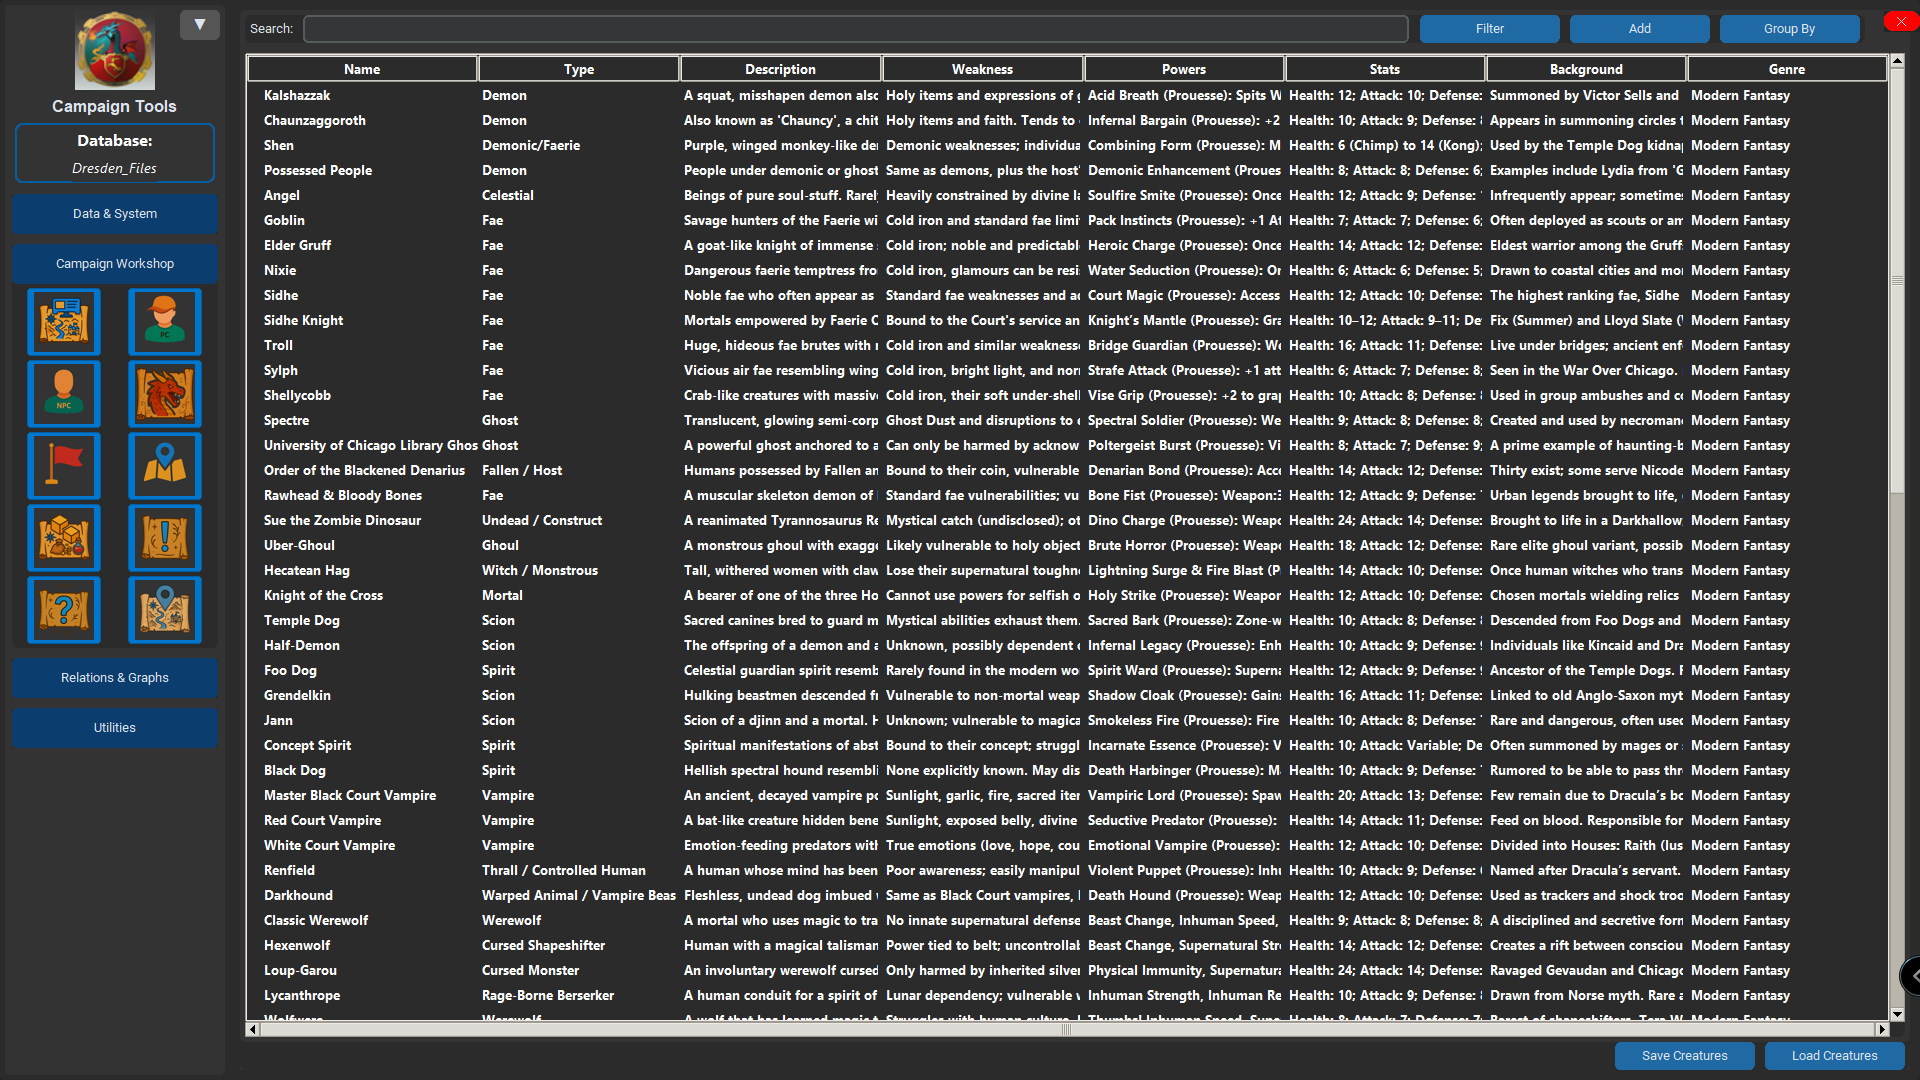 ▼
Campaign Tools
Database:
Dresden_Files
Data & System
Campaign Workshop
PC
NPC
Relations & Graphs
Utilities
Search:
Filter
Add
Group By
Name Type Description Weakness Powers Stats Background Genre
Kalshazzak Demon A squat, misshapen demon also Holy items and expressions of Acid Breath (Prouesse): Spits W Health: 12; Attack: 10; Defense: Summoned by Victor Sells and Modern Fantasy
Chaunzaggoroth Demon Also known as 'Chauncy', a chit Holy items and faith. Tends to Infernal Bargain (Prouesse): +2 Health: 10; Attack: 9; Defense: Appears in summoning circles Modern Fantasy
Shen Demonic/Faerie Purple, winged monkey-like de Demonic weaknesses; individua Combining Form (Prouesse): M Health: 6 (Chimp) to 14 (Kong); Used by the Temple Dog kidna Modern Fantasy
Possessed People Demon People under demonic or ghost Same as demons, plus the host' Demonic Enhancement (Proues Health: 8; Attack: 8; Defense: 6; Examples include Lydia from 'G Modern Fantasy
Angel Celestial Beings of pure soul-stuff. Rarel Heavily constrained by divine la Soulfire Smite (Prouesse): Once Health: 12; Attack: 9; Defense: Infrequently appear; sometime Modern Fantasy
Goblin Fae Savage hunters of the Faerie wi Cold iron and standard fae limi Pack Instincts (Prouesse): +1 At Health: 7; Attack: 7; Defense: 6; Often deployed as scouts or am Modern Fantasy
Elder Gruff Fae A goat-like knight of immense Cold iron; noble and predictabl Heroic Charge (Prouesse): Once Health: 14; Attack: 12; Defense: Eldest warrior among the Gruff Modern Fantasy
Nixie Fae Dangerous faerie temptress fro Cold iron, glamours can be resi Water Seduction (Prouesse): Or Health: 6; Attack: 6; Defense: 5; Drawn to coastal cities and mo Modern Fantasy
Sidhe Fae Noble fae who often appear as Standard fae weaknesses and ac Court Magic (Prouesse): Access Health: 12; Attack: 10; Defense: The highest ranking fae, Sidhe Modern Fantasy
Sidhe Knight Fae Mortals empowered by Faerie C Bound to the Court's service an Knight’s Mantle (Prouesse): Gra Health: 10–12; Attack: 9–11; De Fix (Summer) and Lloyd Slate ( Modern Fantasy
Troll Fae Huge, hideous fae brutes with Cold iron and similar weakness Bridge Guardian (Prouesse): We Health: 16; Attack: 11; Defense: Live under bridges; ancient enf Modern Fantasy
Sylph Fae Vicious air fae resembling wing Cold iron, bright light, and nor Strafe Attack (Prouesse): +1 att Health: 6; Attack: 7; Defense: 8; Seen in the War Over Chicago. Modern Fantasy
Shellycobb Fae Crab-like creatures with massiv Cold iron, their soft under-shell Vise Grip (Prouesse): +2 to grap Health: 10; Attack: 8; Defense: Used in group ambushes and co Modern Fantasy
Spectre Ghost Translucent, glowing semi-corp Ghost Dust and disruptions to Spectral Soldier (Prouesse): We Health: 9; Attack: 8; Defense: 8; Created and used by necroman Modern Fantasy
University of Chicago Library Ghos Ghost A powerful ghost anchored to a Can only be harmed by acknow Poltergeist Burst (Prouesse): Vi Health: 8; Attack: 7; Defense: 9; A prime example of haunting-b Modern Fantasy
Order of the Blackened Denarius Fallen / Host Humans possessed by Fallen an Bound to their coin, vulnerable Denarian Bond (Prouesse): Acc Health: 14; Attack: 12; Defense: Thirty exist; some serve Nicode Modern Fantasy
Rawhead & Bloody Bones Fae A muscular skeleton demon of Standard fae vulnerabilities; vu Bone Fist (Prouesse): Weapon:3 Health: 12; Attack: 9; Defense: Urban legends brought to life, Modern Fantasy
Sue the Zombie Dinosaur Undead / Construct A reanimated Tyrannosaurus Re Mystical catch (undisclosed); ot Dino Charge (Prouesse): Weapo Health: 24; Attack: 14; Defense: Brought to life in a Darkhallow, Modern Fantasy
Uber-Ghoul Ghoul A monstrous ghoul with exagge Likely vulnerable to holy object Brute Horror (Prouesse): Weapo Health: 18; Attack: 12; Defense: Rare elite ghoul variant, possib Modern Fantasy
Hecatean Hag Witch / Monstrous Tall, withered women with claw Lose their supernatural toughn Lightning Surge & Fire Blast (P Health: 14; Attack: 10; Defense: Once human witches who trans Modern Fantasy
Knight of the Cross Mortal A bearer of one of the three Ho Cannot use powers for selfish o Holy Strike (Prouesse): Weapon Health: 12; Attack: 10; Defense: Chosen mortals wielding relics Modern Fantasy
Temple Dog Scion Sacred canines bred to guard m Mystical abilities exhaust them. Sacred Bark (Prouesse): Zone-w Health: 10; Attack: 8; Defense: Descended from Foo Dogs and Modern Fantasy
Half-Demon Scion The offspring of a demon and a Unknown, possibly dependent Infernal Legacy (Prouesse): Enh Health: 10; Attack: 9; Defense: Individuals like Kincaid and Dra Modern Fantasy
Foo Dog Spirit Celestial guardian spirit resemb Rarely found in the modern wo Spirit Ward (Prouesse): Superna Health: 12; Attack: 9; Defense: Ancestor of the Temple Dogs. Modern Fantasy
Grendelkin Scion Hulking beastmen descended fr Vulnerable to non-mortal weap Shadow Cloak (Prouesse): Gain Health: 16; Attack: 11; Defense: Linked to old Anglo-Saxon myt Modern Fantasy
Jann Scion Scion of a djinn and a mortal. H Unknown; vulnerable to magica Smokeless Fire (Prouesse): Fire Health: 10; Attack: 8; Defense: Rare and dangerous, often used Modern Fantasy
Concept Spirit Spirit Spiritual manifestations of abst Bound to their concept; struggl Incarnate Essence (Prouesse): V Health: 10; Attack: Variable; De Often summoned by mages or Modern Fantasy
Black Dog Spirit Hellish spectral hound resembli None explicitly known. May dis Death Harbinger (Prouesse): M Health: 10; Attack: 9; Defense: Rumored to be able to pass thr Modern Fantasy
Master Black Court Vampire Vampire An ancient, decayed vampire po Sunlight, garlic, fire, sacred iter Vampiric Lord (Prouesse): Spaw Health: 20; Attack: 13; Defense: Few remain due to Dracula’s bo Modern Fantasy
Red Court Vampire Vampire A bat-like creature hidden bene Sunlight, exposed belly, divine Seductive Predator (Prouesse): Health: 14; Attack: 11; Defense: Feed on blood. Responsible for Modern Fantasy
White Court Vampire Vampire Emotion-feeding predators with True emotions (love, hope, cou Emotional Vampire (Prouesse): Health: 12; Attack: 10; Defense: Divided into Houses: Raith (lus Modern Fantasy
Renfield Thrall / Controlled Human A human whose mind has been Poor awareness; easily manipul Violent Puppet (Prouesse): Inhu Health: 10; Attack: 9; Defense: Named after Dracula’s servant. Modern Fantasy
Darkhound Warped Animal / Vampire Beas Fleshless, undead dog imbued Same as Black Court vampires, Death Hound (Prouesse): Weap Health: 12; Attack: 10; Defense: Used as trackers and shock troo Modern Fantasy
Classic Werewolf Werewolf A mortal who uses magic to tra No innate supernatural defense Beast Change, Inhuman Speed, Health: 9; Attack: 8; Defense: 8; A disciplined and secretive form Modern Fantasy
Hexenwolf Cursed Shapeshifter Human with a magical talisman Power tied to belt; uncontrollal Beast Change, Supernatural Str Health: 14; Attack: 12; Defense: Creates a rift between consciou Modern Fantasy
Loup-Garou Cursed Monster An involuntary werewolf cursed Only harmed by inherited silver Physical Immunity, Supernatura Health: 24; Attack: 14; Defense: Ravaged Gevaudan and Chicago Modern Fantasy
Lycanthrope Rage-Borne Berserker A human conduit for a spirit of Lunar dependency; vulnerable Inhuman Strength, Inhuman Re Health: 10; Attack: 9; Defense: Drawn from Norse myth. Rare a Modern Fantasy
Save Creatures
Load Creatures